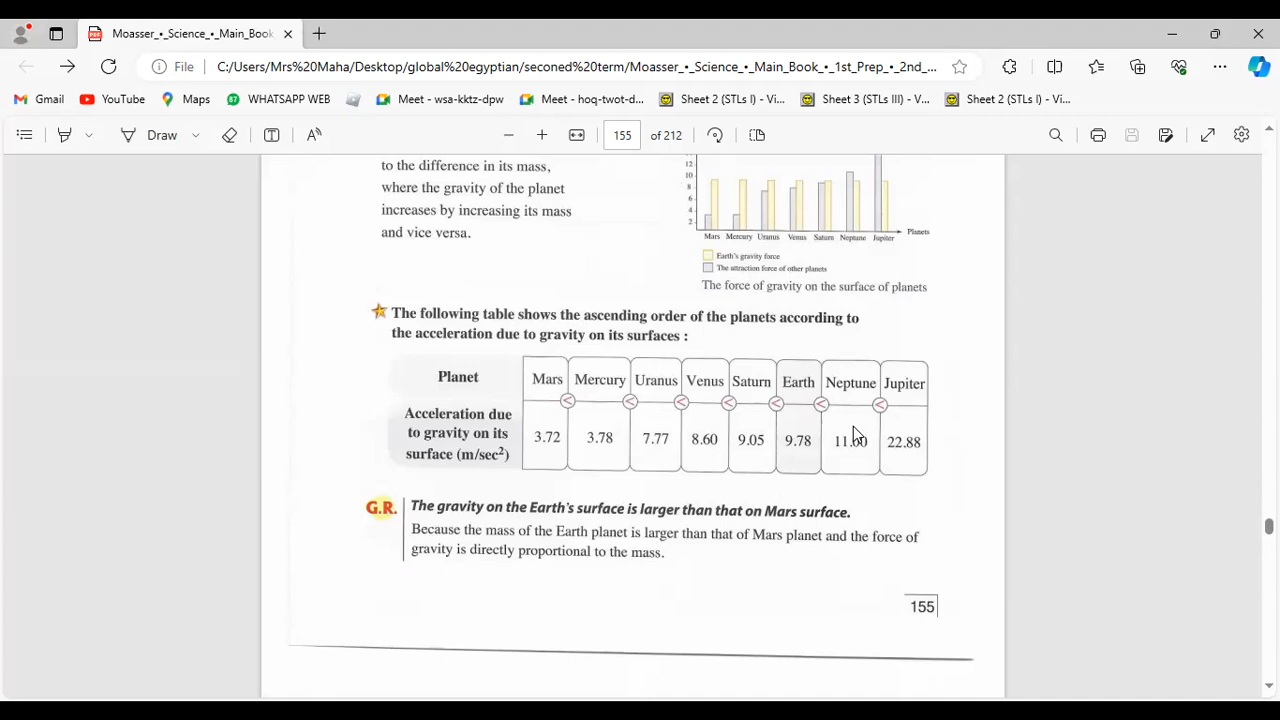 Moasser_•_Science_•_Main_Book
File C:/Users/Mrs%20Maha/Desktop/global%20egyptian/seconed%20term/Moasser_•_Science_•_Main_Book_•_1st_Prep_•_2nd_...
Gmail YouTube Maps WHATSAPP WEB Meet - wsa-kktz-dpw Meet - hoq-twot-d... Sheet 2 (STLs I) - Vi... Sheet 3 (STLs III) - V... Sheet 2 (STLs I) - Vi...
Draw 155 of 212
to the difference in its mass,
where the gravity of the planet
increases by increasing its mass
and vice versa.
12
10
8
6
4
2
Mars Mercury Uranus Venus Saturn Neptune Jupiter Planets
Earth's gravity force
The attraction force of other planets
The force of gravity on the surface of planets
The following table shows the ascending order of the planets according to
the acceleration due to gravity on its surfaces :
Planet Mars Mercury Uranus Venus Saturn Earth Neptune Jupiter
< < < < < < <
Acceleration due
to gravity on its
surface (m/sec²)
3.72 3.78 7.77 8.60 9.05 9.78 11.00 22.88
G.R. The gravity on the Earth's surface is larger than that on Mars surface.
Because the mass of the Earth planet is larger than that of Mars planet and the force of
gravity is directly proportional to the mass.
155